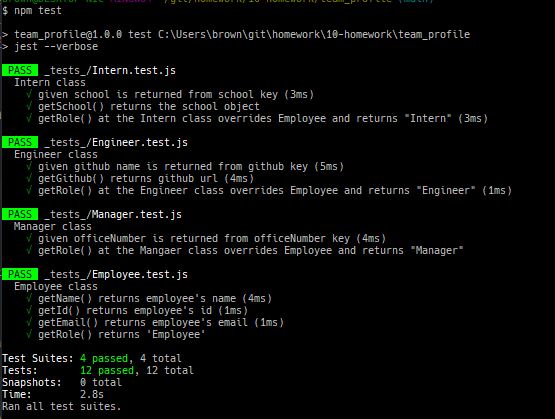 $ npm test
> team_profile@1.0.0 test C:\Users\brown\git\homework\10-homework\team_profile
> jest --verbose
PASS _tests_/Intern.test.js
Intern class
√ given school is returned from school key (3ms)
√ getSchool() returns the school object
√ getRole() at the Intern class overrides Employee and returns "Intern" (3ms)
PASS _tests_/Engineer.test.js
Engineer class
√ given github name is returned from github key (5ms)
√ getGithub() returns github url (4ms)
√ getRole() at the Engineer class overrides Employee and returns "Engineer" (1ms)
PASS _tests_/Manager.test.js
Manager class
√ given officeNumber is returned from officeNumber key (4ms)
√ getRole() at the Mangaer class overrides Employee and returns "Manager"
PASS _tests_/Employee.test.js
Employee class
√ getName() returns employee's name (4ms)
√ getId() returns employee's id (1ms)
√ getEmail() returns employee's email (1ms)
√ getRole() returns 'Employee'
Test Suites: 4 passed, 4 total
Tests: 12 passed, 12 total
Snapshots: 0 total
Time: 2.8s
Ran all test suites.